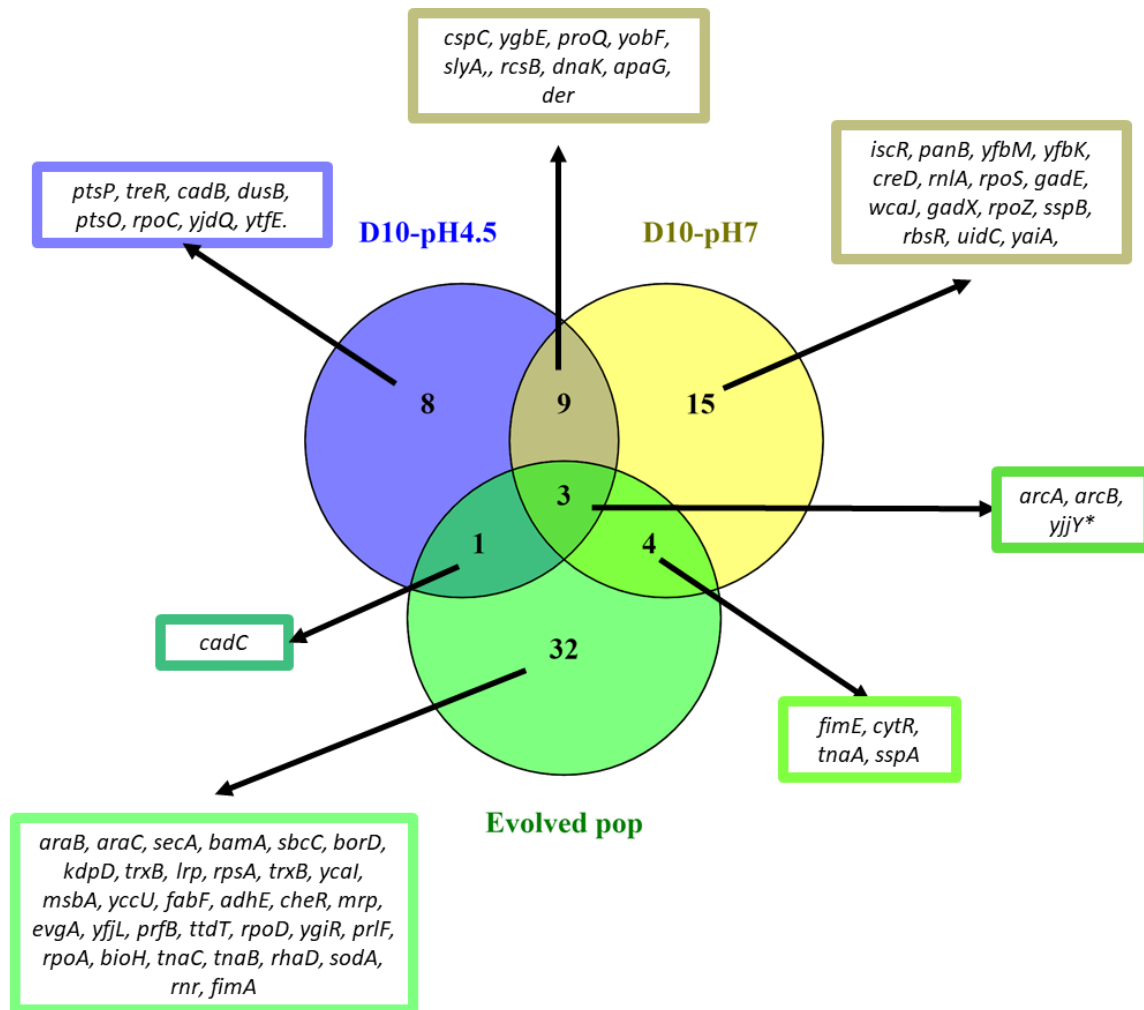 cspC, ygbE, proQ, yobF,
slyA,, rcsB, dnaK, apaG,
der
ptsP, treR, cadB, dusB,
ptsO, rpoC, yjdQ, ytfE.
iscR, panB, yfbM, yfbK,
creD, rnlA, rpoS, gadE,
wcaJ, gadX, rpoZ, sspB,
rbsR, uidC, yaiA,
D10-pH4.5
D10-pH7
8
9
15
3
arcA, arcB,
yjjY*
1
4
cadC
32
fimE, cytR,
tnaA, sspA
Evolved pop
araB, araC, secA, bamA, sbcC, borD,
kdpD, trxB, lrp, rpsA, trxB, ycaI,
msbA, yccU, fabF, adhE, cheR, mrp,
evgA, yfjL, prfB, ttdT, rpoD, ygiR, prlF,
rpoA, bioH, tnaC, tnaB, rhaD, sodA,
rnr, fimA